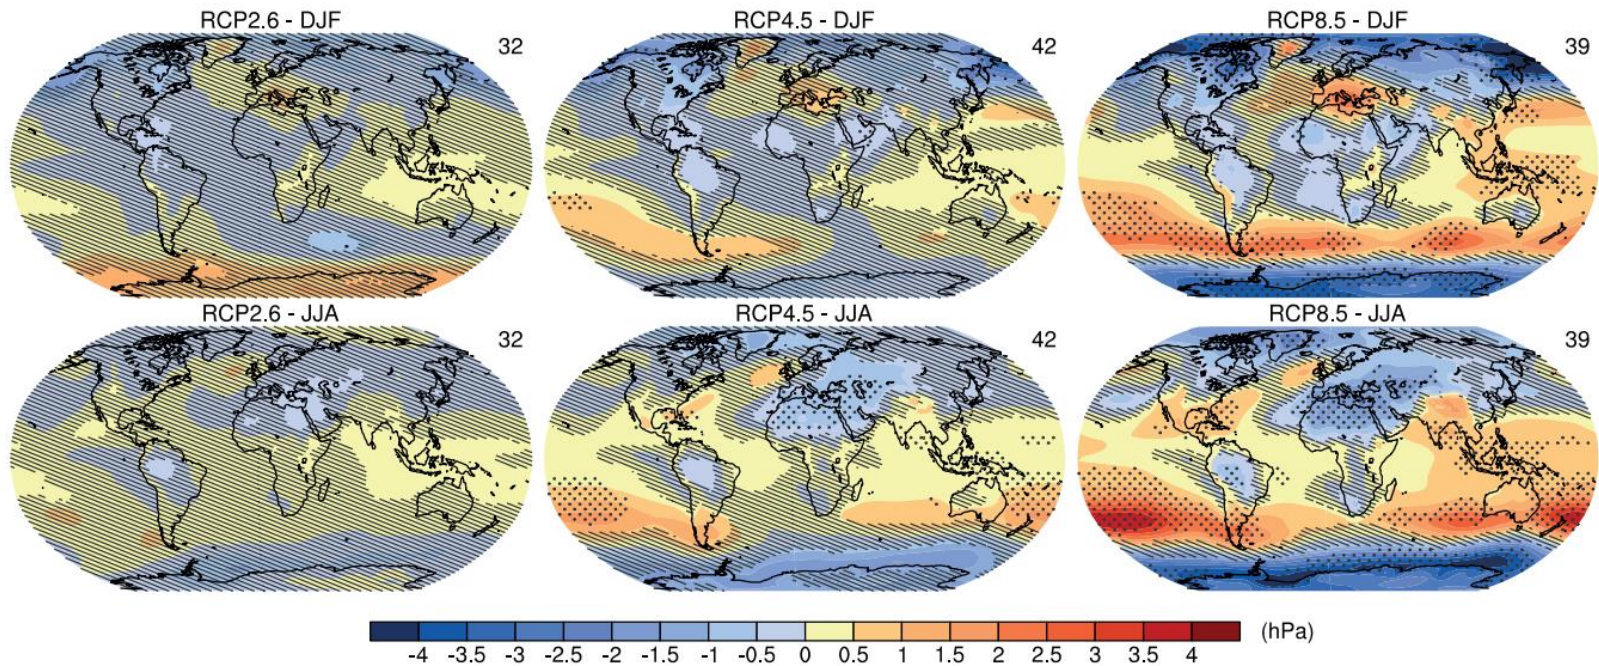 RCP2.6 - DJF RCP4.5 - DJF RCP8.5 - DJF
32 42 39
RCP2.6 - JJA RCP4.5 - JJA RCP8.5 - JJA
32 42 39
(hPa)
-4 -3.5 -3 -2.5 -2 -1.5 -1 -0.5 0 0.5 1 1.5 2 2.5 3 3.5 4